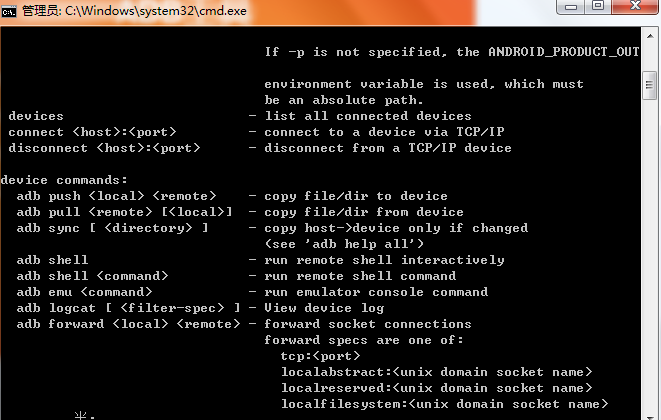 管理员: C:\Windows\system32\cmd.exe
If -p is not specified, the ANDROID_PRODUCT_OUT
environment variable is used, which must
be an absolute path.
devices - list all connected devices
connect <host>:<port> - connect to a device via TCP/IP
disconnect <host>:<port> - disconnect from a TCP/IP device
device commands:
adb push <local> <remote> - copy file/dir to device
adb pull <remote> [<local>] - copy file/dir from device
adb sync [ <directory> ] - copy host->device only if changed
(see 'adb help all')
adb shell - run remote shell interactively
adb shell <command> - run remote shell command
adb emu <command> - run emulator console command
adb logcat [ <filter-spec> ] - View device log
adb forward <local> <remote> - forward socket connections
forward specs are one of:
tcp:<port>
localabstract:<unix domain socket name>
localreserved:<unix domain socket name>
localfilesystem:<unix domain socket name>